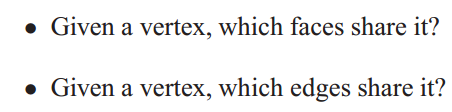 • Given a vertex, which faces share it?
• Given a vertex, which edges share it?